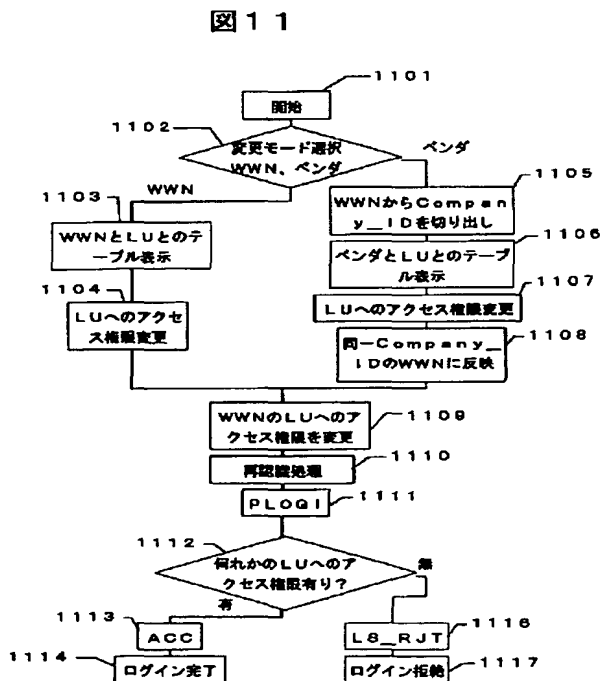 図11
1101
開始
1102
変更モード選択
WWN、ベンダ
ベンダ
WWN
1103
WWNとLUとのテ
ーブル表示
1104
LUへのアクセ
ス権限変更
1105
WWNからCompan
y_IDを切り出し
1106
ベンダとLUとのテー
ブル表示
1107
LUへのアクセス権限変更
1108
同一Company_
IDのWWNに反映
1109
WWNのLUへのア
クセス権限を変更
1110
再認識処理
1111
PLOGI
1112
何れかのLUへのア
クセス権限有り？
無
有
1113
ACC
1114
ログイン完了
1116
LS_RJT
1117
ログイン拒絶